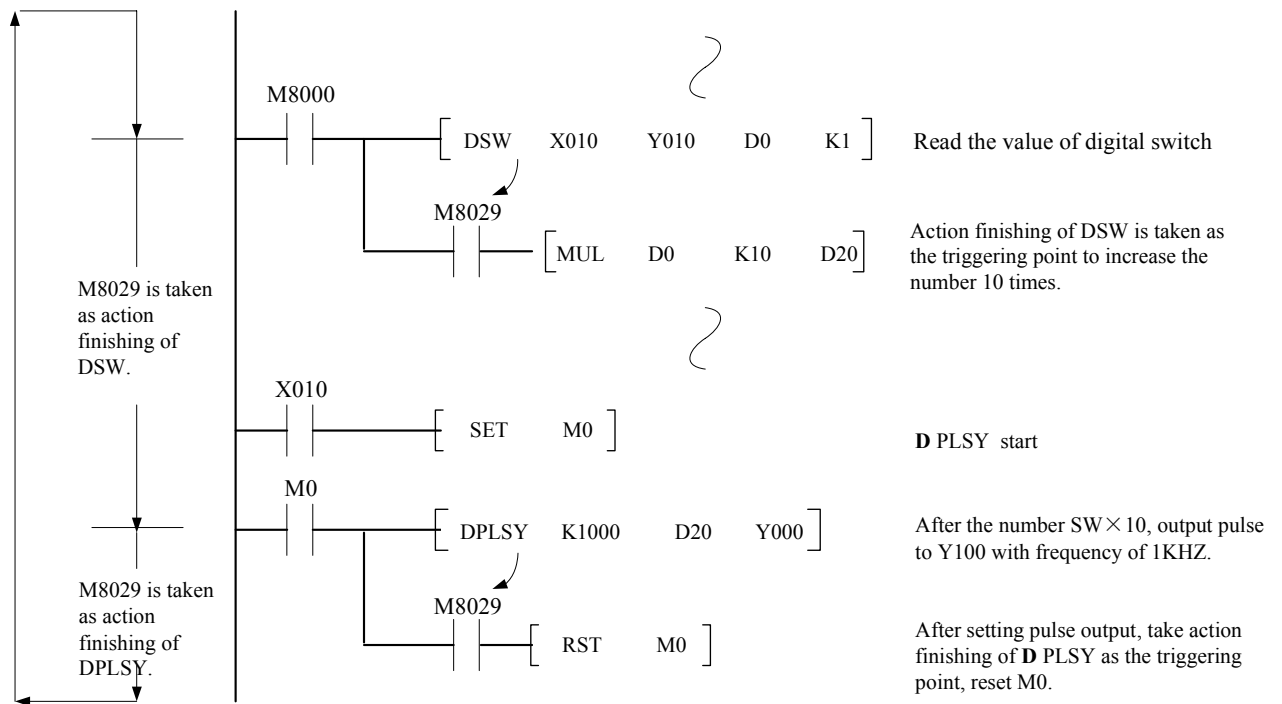 M8000
DSW X010 Y010 D0 K1
Read the value of digital switch
M8029
MUL D0 K10 D20
Action finishing of DSW is taken as
the triggering point to increase the
number 10 times.
M8029 is taken
as action
finishing of
DSW.
X010
SET M0
D PLSY start
M0
DPLSY K1000 D20 Y000
After the number SW×10, output pulse
to Y100 with frequency of 1KHZ.
M8029 is taken
as action
finishing of
DPLSY.
M8029
RST M0
After setting pulse output, take action
finishing of D PLSY as the triggering
point, reset M0.